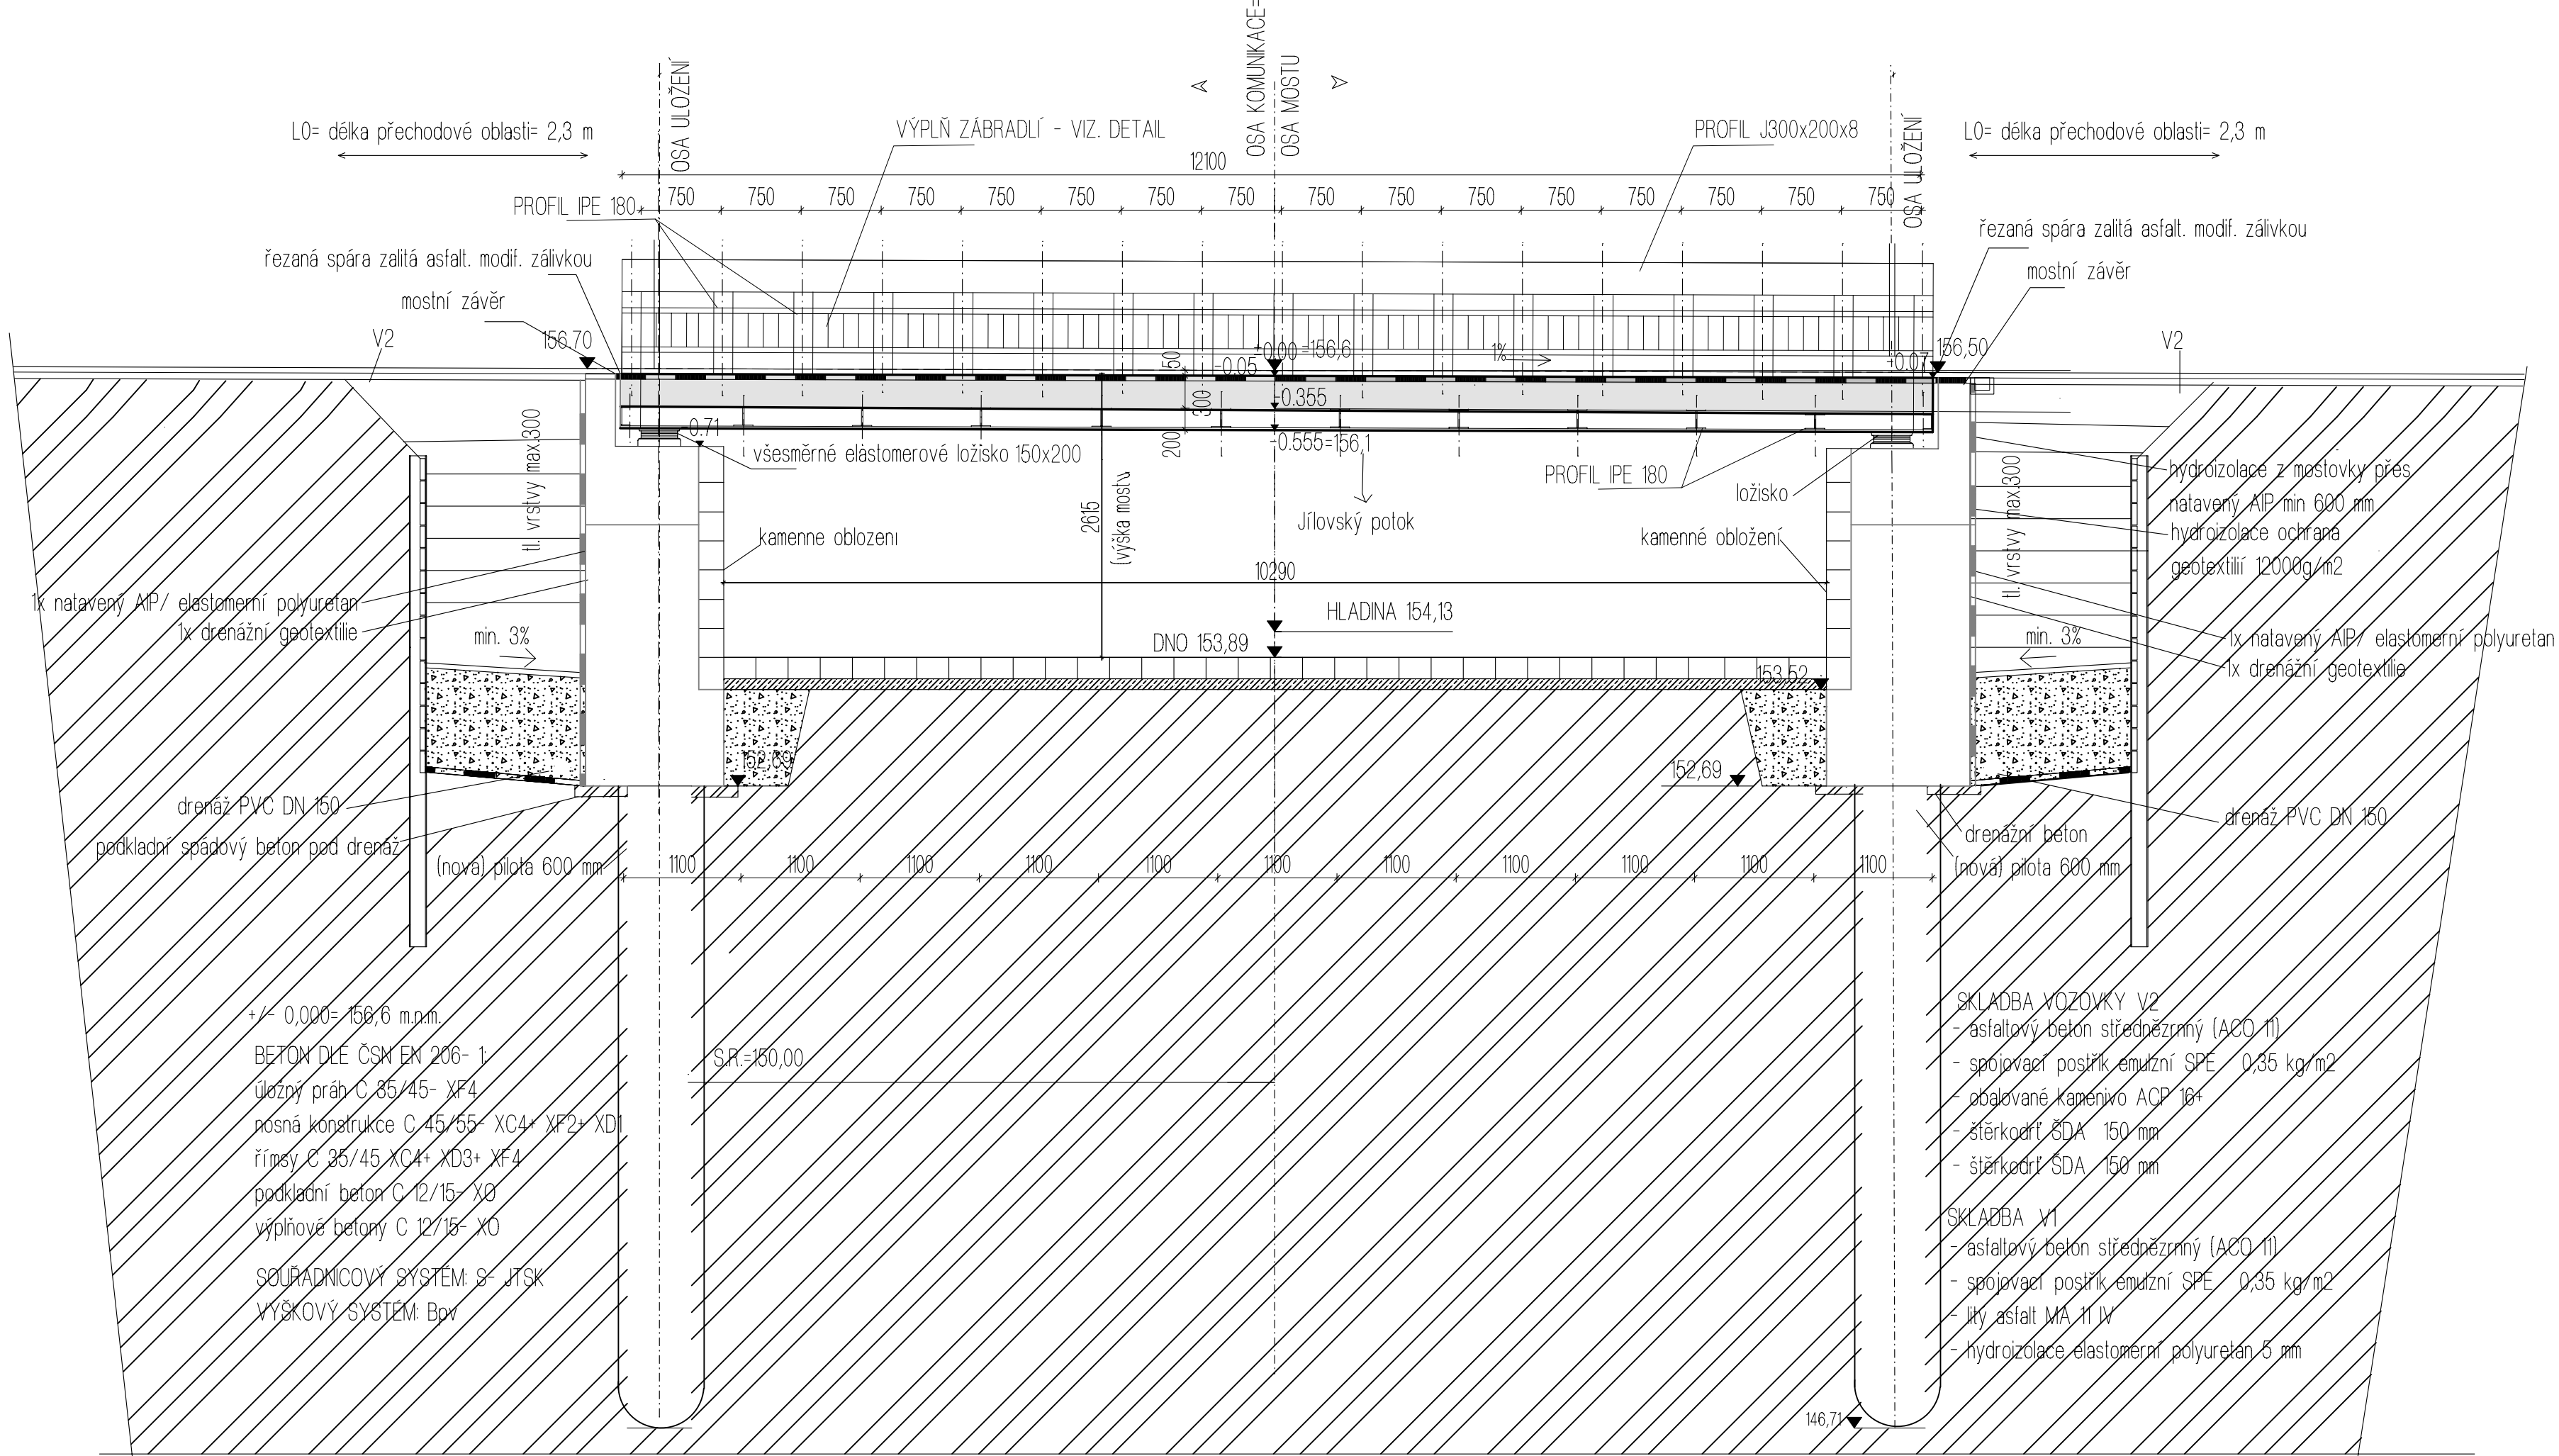 OSA KOMUNIKACE=
OSA MOSTU
OSA ULOŽENÍ
OSA ULOŽENÍ
L0= délka přechodové oblasti= 2,3 m
VÝPLŇ ZÁBRADLÍ - VIZ. DETAIL
PROFIL J300x200x8
L0= délka přechodové oblasti= 2,3 m
12100
750 750 750 750 750 750 750 750 750 750 750 750 750 750 750 750
PROFIL IPE 180
řezaná spára zalitá asfalt. modif. zálivkou
řezaná spára zalitá asfalt. modif. zálivkou
mostní závěr
mostní závěr
V2
156.70
50
+0.00=156,6
-0.05
1%
+0.07
156,50
V2
300
-0.355
-0.71
200
-0.555=156,1
všesměrné elastomerové ložisko 150x200
PROFIL IPE 180
ložisko
tl. vrstvy max.300
2615
(výška mostu)
Jílovský potok
kamenne oblozenı
kamenné obložení
hydroizolace z mostovky přes
natavený AIP min 600 mm
hydroizolace ochrana
geotextilií 12000g/m2
tl. vrstvy max.300
10290
1x natavený AIP/ elastomerní polyuretan
1x drenážní geotextilie
min. 3%
HLADINA 154,13
DNO 153,89
min. 3%
1x natavený AIP/ elastomerní polyuretan
1x drenážní geotextilie
153,52
152,69
152,69
drenáž PVC DN 150
podkladní spádový beton pod drenáž
(nová) pilota 600 mm
drenáž PVC DN 150
drenážní beton
(nová) pilota 600 mm
1100 1100 1100 1100 1100 1100 1100 1100 1100 1100 1100
+/- 0,000= 156,6 m.n.m.
BETON DLE ČSN EN 206- 1:
úložný práh C 35/45- XF4
nosná konstrukce C 45/55- XC4+ XF2+ XD1
římsy C 35/45 XC4+ XD3+ XF4
podkladní beton C 12/15- XO
výplňové betony C 12/15- XO
SOUŘADNICOVÝ SYSTÉM: S- JTSK
VÝŠKOVÝ SYSTÉM: Bpv
S.R.=150,00
SKLADBA VOZOVKY V2
- asfaltový beton střednězrnný (ACO 11)
- spojovací postřik emulzní SPE 0,35 kg/m2
- obalované kamenivo ACP 16+
- štěrkodrť ŠDA 150 mm
- štěrkodrť ŠDA 150 mm
SKLADBA V1
- asfaltový beton střednězrnný (ACO 11)
- spojovací postřik emulzní SPE 0,35 kg/m2
- litý asfalt MA 11 IV
- hydroizolace elastomerní polyuretan 5 mm
146,71